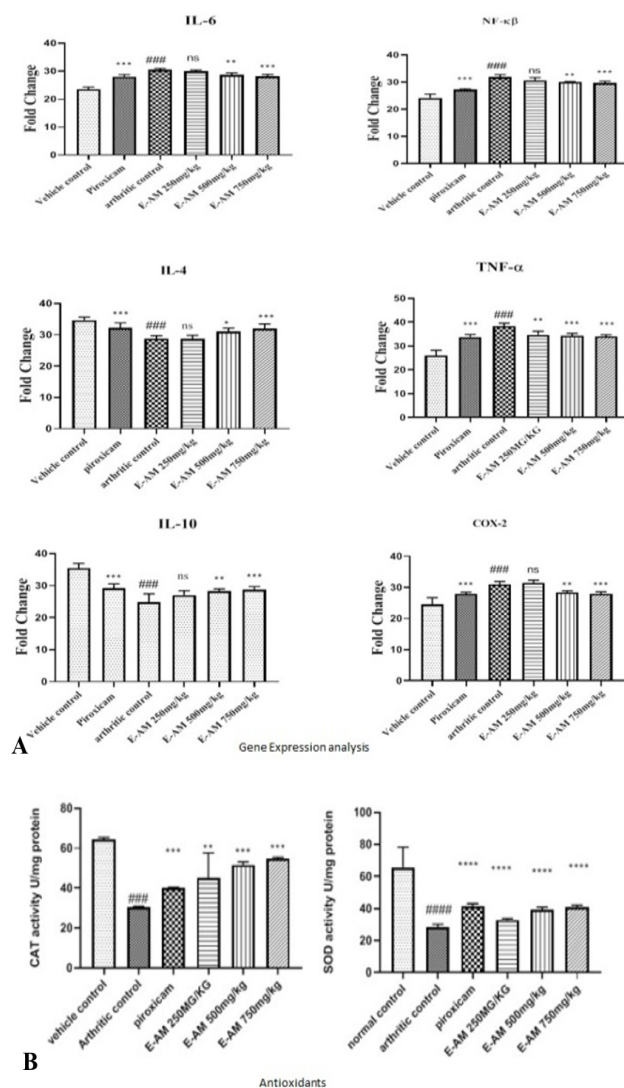 IL-6
Fold Change
40
30
20
10
0
*** ### ns ** ***
Vehicle control
Piroxicam
arthritic control
E-AM 250mg/kg
E-AM 500mg/kg
E-AM 750mg/kg
NF-κβ
Fold Change
40
30
20
10
0
*** ### ns ** ***
Vehicle control
piroxicam
arthritic control
E-AM 250mg/kg
E-AM 500mg/kg
E-AM 750mg/kg
IL-4
Fold Change
40
30
20
10
0
*** ### ns * ***
Vehicle control
piroxicam
arthritic control
E-AM 250mg/kg
E-AM 500mg/kg
E-AM 750mg/kg
TNF-α
Fold Change
50
40
30
20
10
0
*** ### ** *** ***
Vehicle control
Piroxicam
arthritic control
E-AM 250MG/KG
E-AM 500mg/kg
E-AM 750mg/kg
IL-10
Fold Change
40
30
20
10
0
*** ### ns ** ***
Vehicle control
Piroxicam
arthritic control
E-AM 250mg/kg
E-AM 500mg/kg
E-AM 750mg/kg
COX-2
Fold Change
40
30
20
10
0
*** ### ns ** ***
Vehicle control
Piroxicam
arthritic control
E-AM 250mg/kg
E-AM 500mg/kg
E-AM 750mg/kg
A
Gene Expression analysis
CAT activity U/mg protein
80
60
40
20
0
### *** ** *** ***
vehicle control
Arthritic control
piroxicam
E-AM 250MG/KG
E-AM 500mg/kg
E-AM 750mg/kg
SOD activity U/mg protein
100
80
60
40
20
0
#### **** **** **** ****
normal control
arthritic control
piroxicam
E-AM 250MG/KG
E-AM 500mg/kg
E-AM 750mg/kg
B
Antioxidants